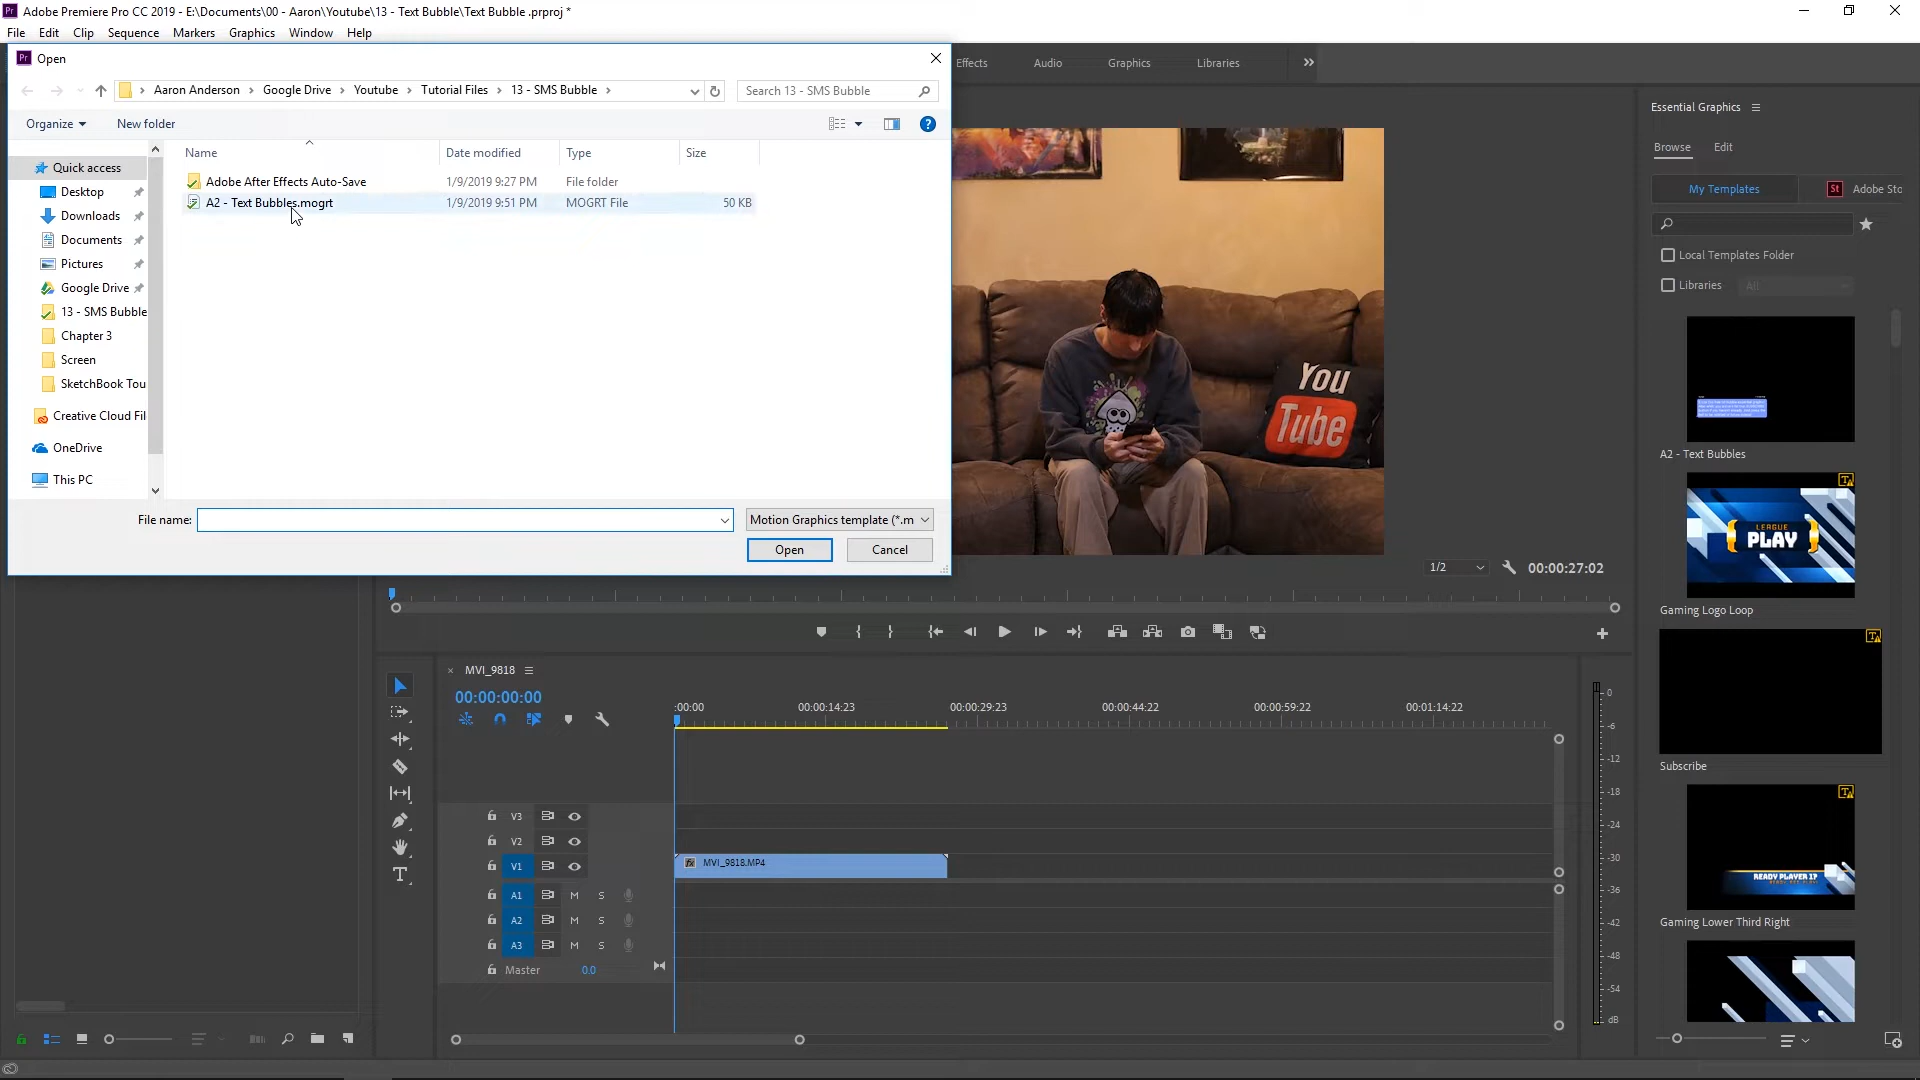 Adobe Premiere Pro CC 2019 - E:\Documents\00 - Aaron\Youtube\13 - Text Bubble\Text Bubble .prproj *
File Edit Clip Sequence Markers Graphics Window Help
Open
Aaron Anderson > Google Drive > Youtube > Tutorial Files > 13 - SMS Bubble >
Search 13 - SMS Bubble
Organize
New folder
Name
Date modified
Type
Size
Adobe After Effects Auto-Save
1/9/2019 9:27 PM
File folder
A2 - Text Bubbles.mogrt
1/9/2019 9:51 PM
MOGRT File
50 KB
Quick access
Desktop
Downloads
Documents
Pictures
Google Drive
13 - SMS Bubble
Chapter 3
Screen
SketchBook Tou
Creative Cloud Fil
OneDrive
This PC
File name:
Motion Graphics template (*.m
Open
Cancel
Effects
Audio
Graphics
Libraries
You
Tube
1/2
00:00:27:02
MVI_9818
00:00:00:00
:00:00
00:00:14:23
00:00:29:23
00:00:44:22
00:00:59:22
00:01:14:22
V3
V2
V1
MVI_9818.MP4
A1 M S
A2 M S
A3 M S
Master 0.0
0
-6
-12
-18
-24
-30
-36
-42
-48
-54
dB
Essential Graphics
Browse
Edit
My Templates
St Adobe Sto
Local Templates Folder
Libraries
All
A2 - Text Bubbles
LEAGUE
PLAY
Gaming Logo Loop
Subscribe
READY PLAYER 1?
Gaming Lower Third Right